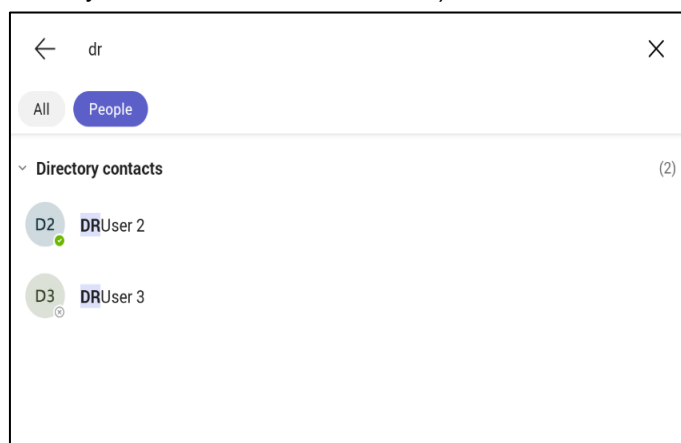 dr
All People
Directory contacts (2)
D2 DRUser 2
D3 DRUser 3